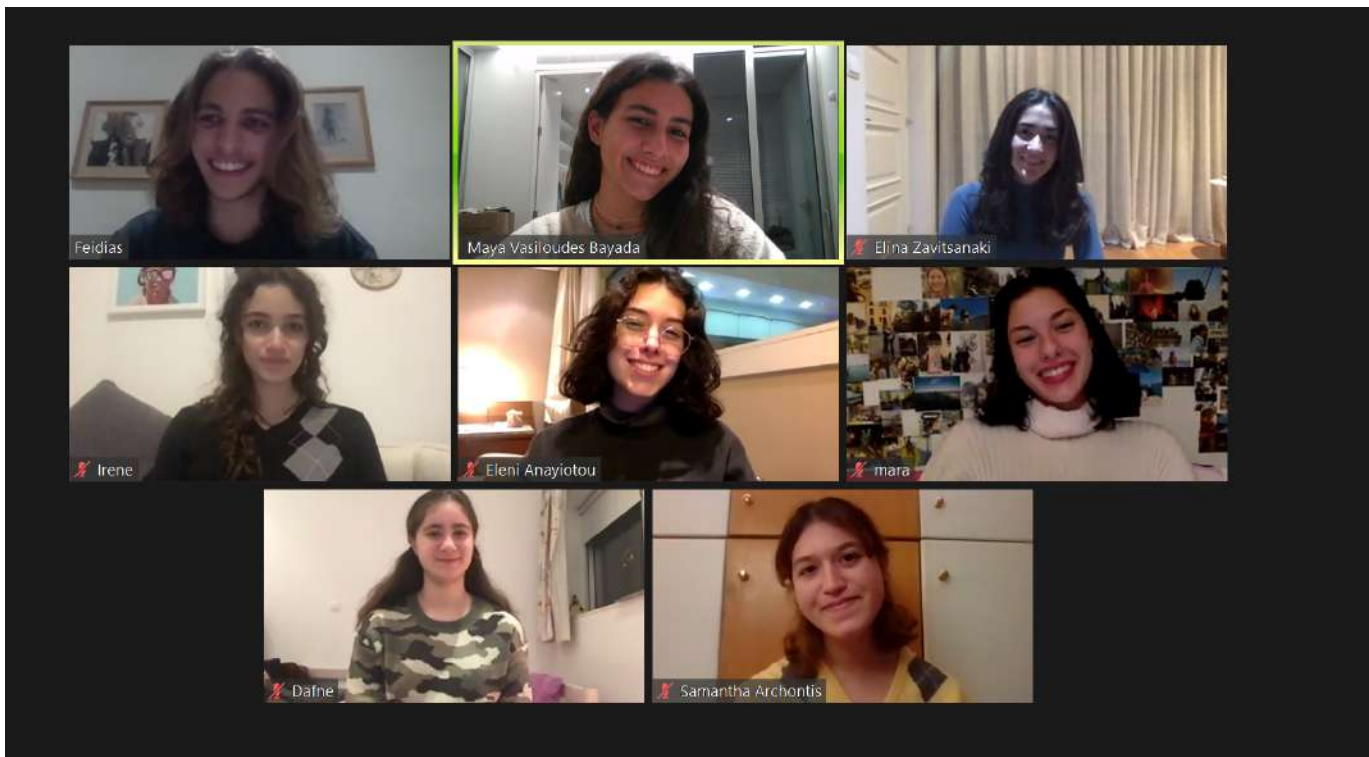 Feidias
Maya Vasiloudes Bayada
Elina Zavitsanaki
Irene
Eleni Anayiotou
mara
Dafne
Samantha Archontis